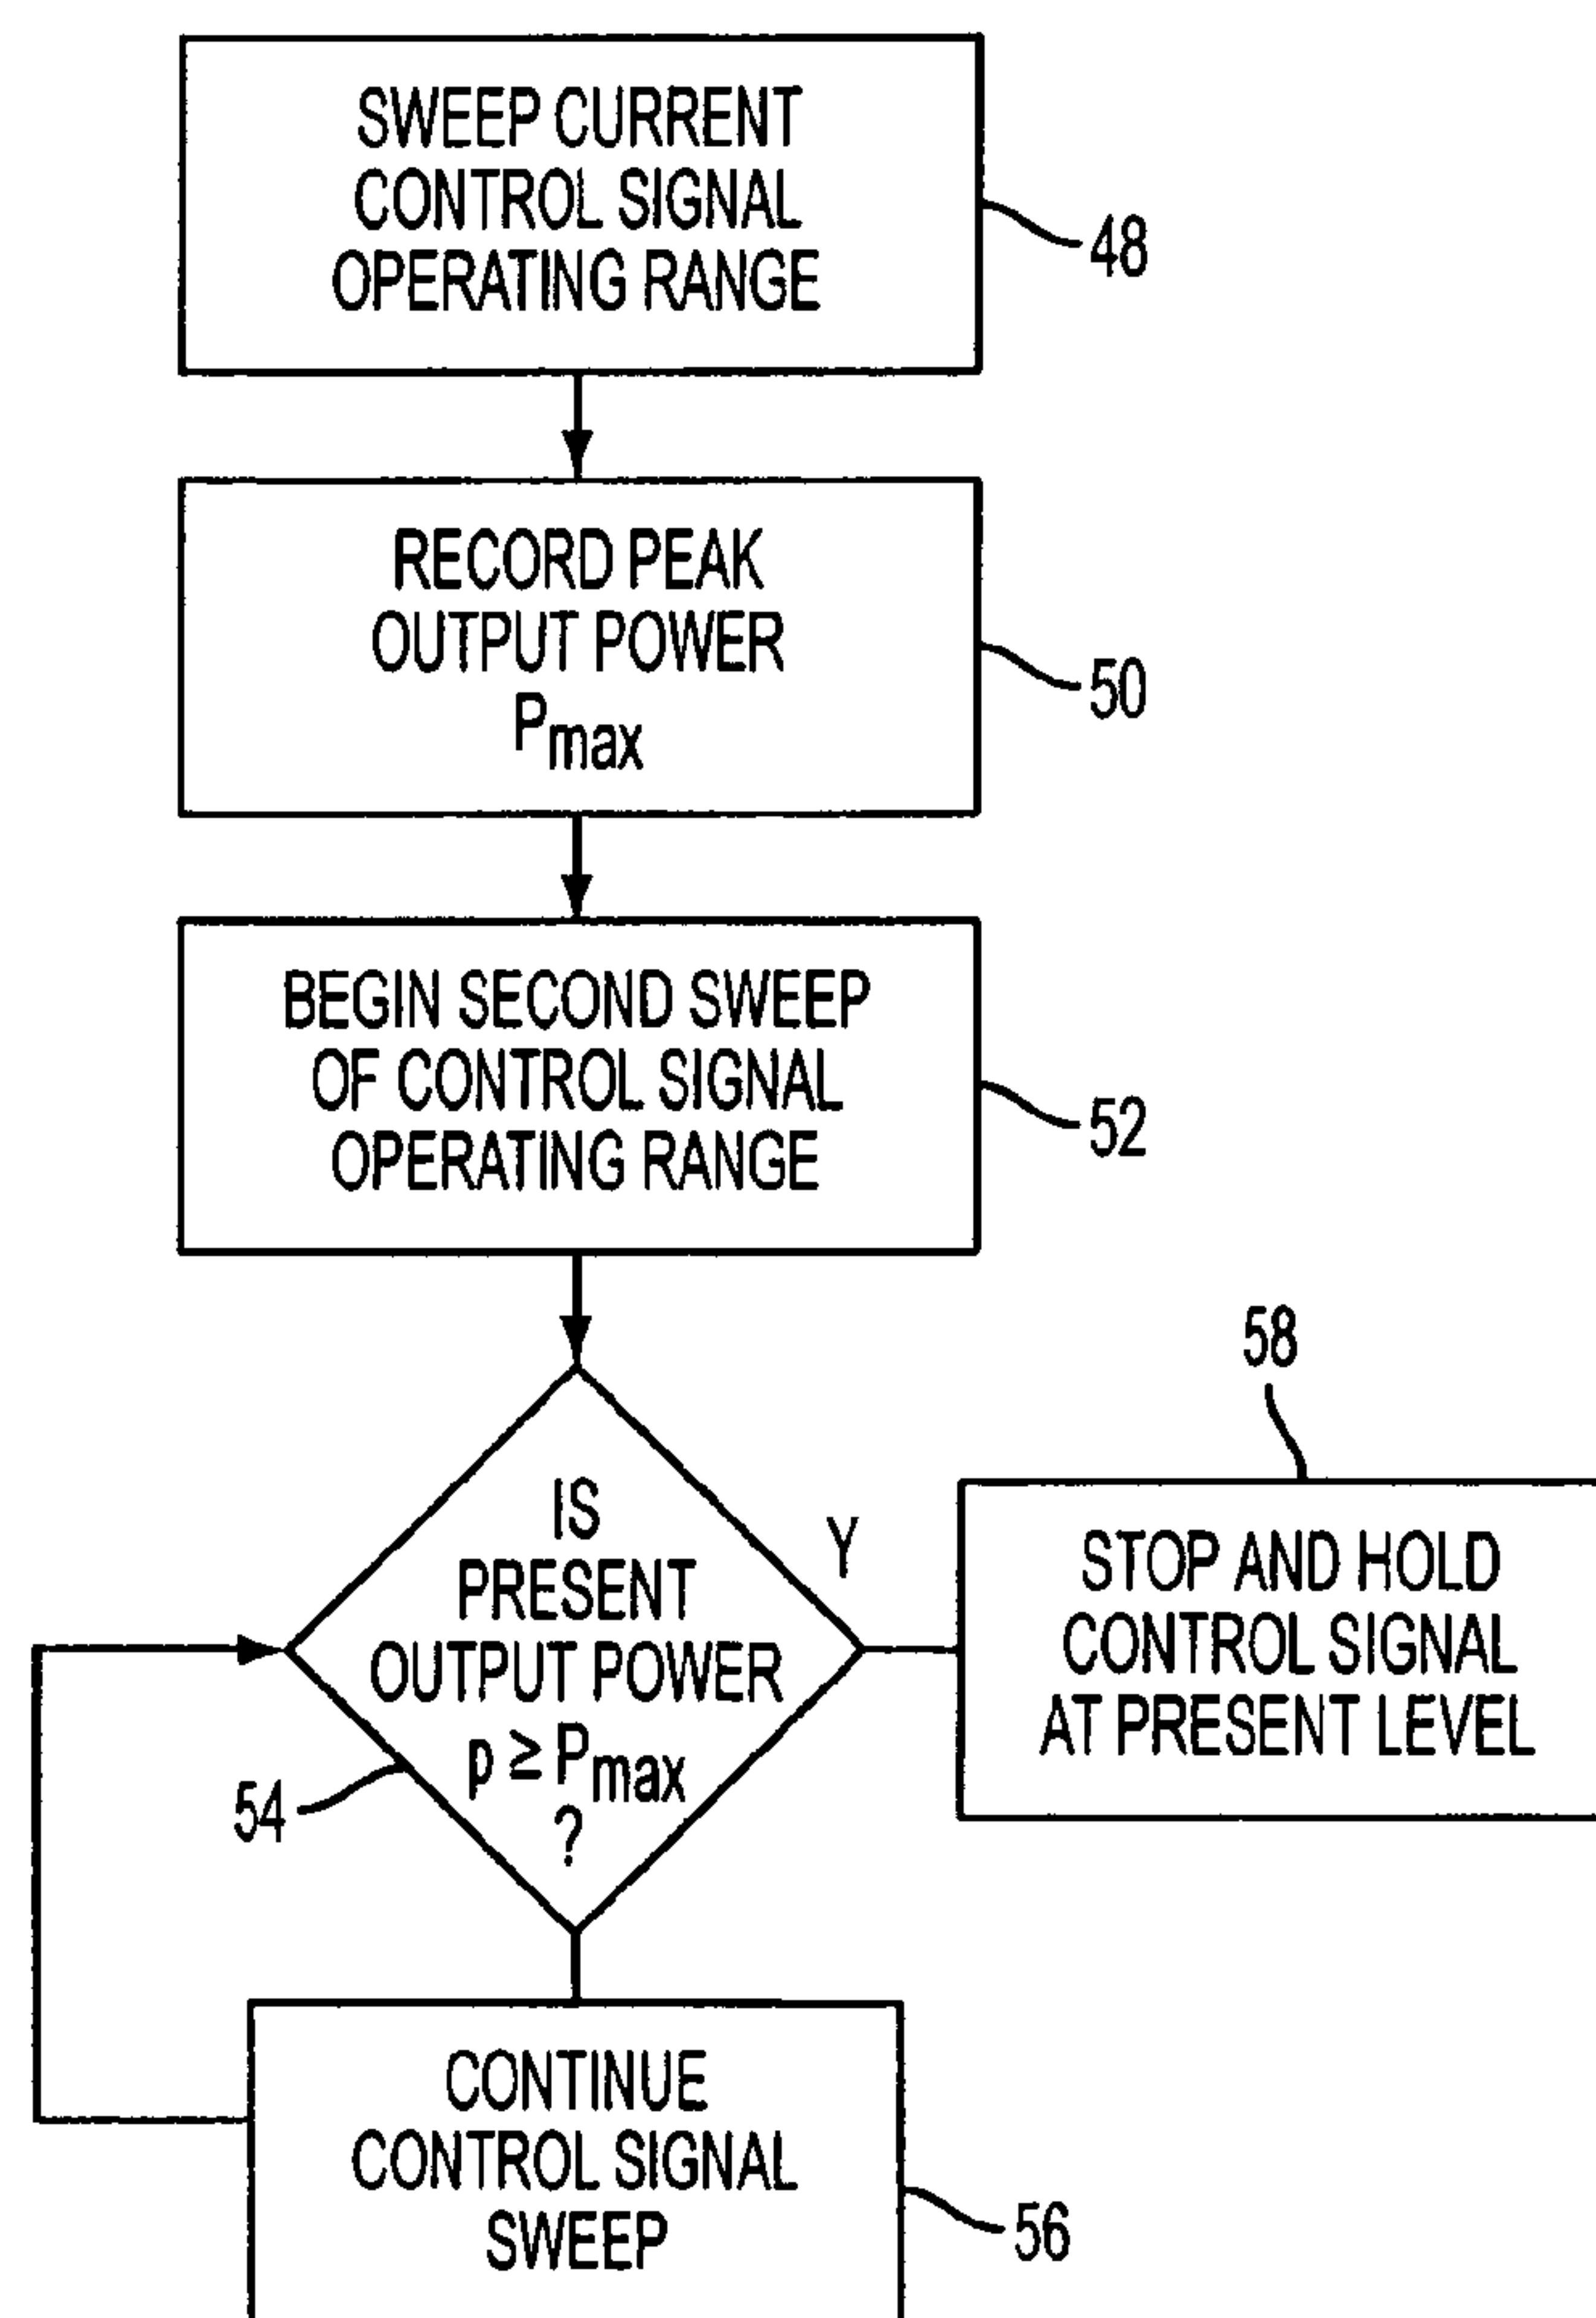 SWEEP CURRENT
CONTROL SIGNAL
OPERATING RANGE
48
RECORD PEAK
OUTPUT POWER
Pmax
50
BEGIN SECOND SWEEP
OF CONTROL SIGNAL
OPERATING RANGE
52
IS
PRESENT
OUTPUT POWER
p ≥ Pmax
?
54
Y
58
STOP AND HOLD
CONTROL SIGNAL
AT PRESENT LEVEL
CONTINUE
CONTROL SIGNAL
SWEEP
56